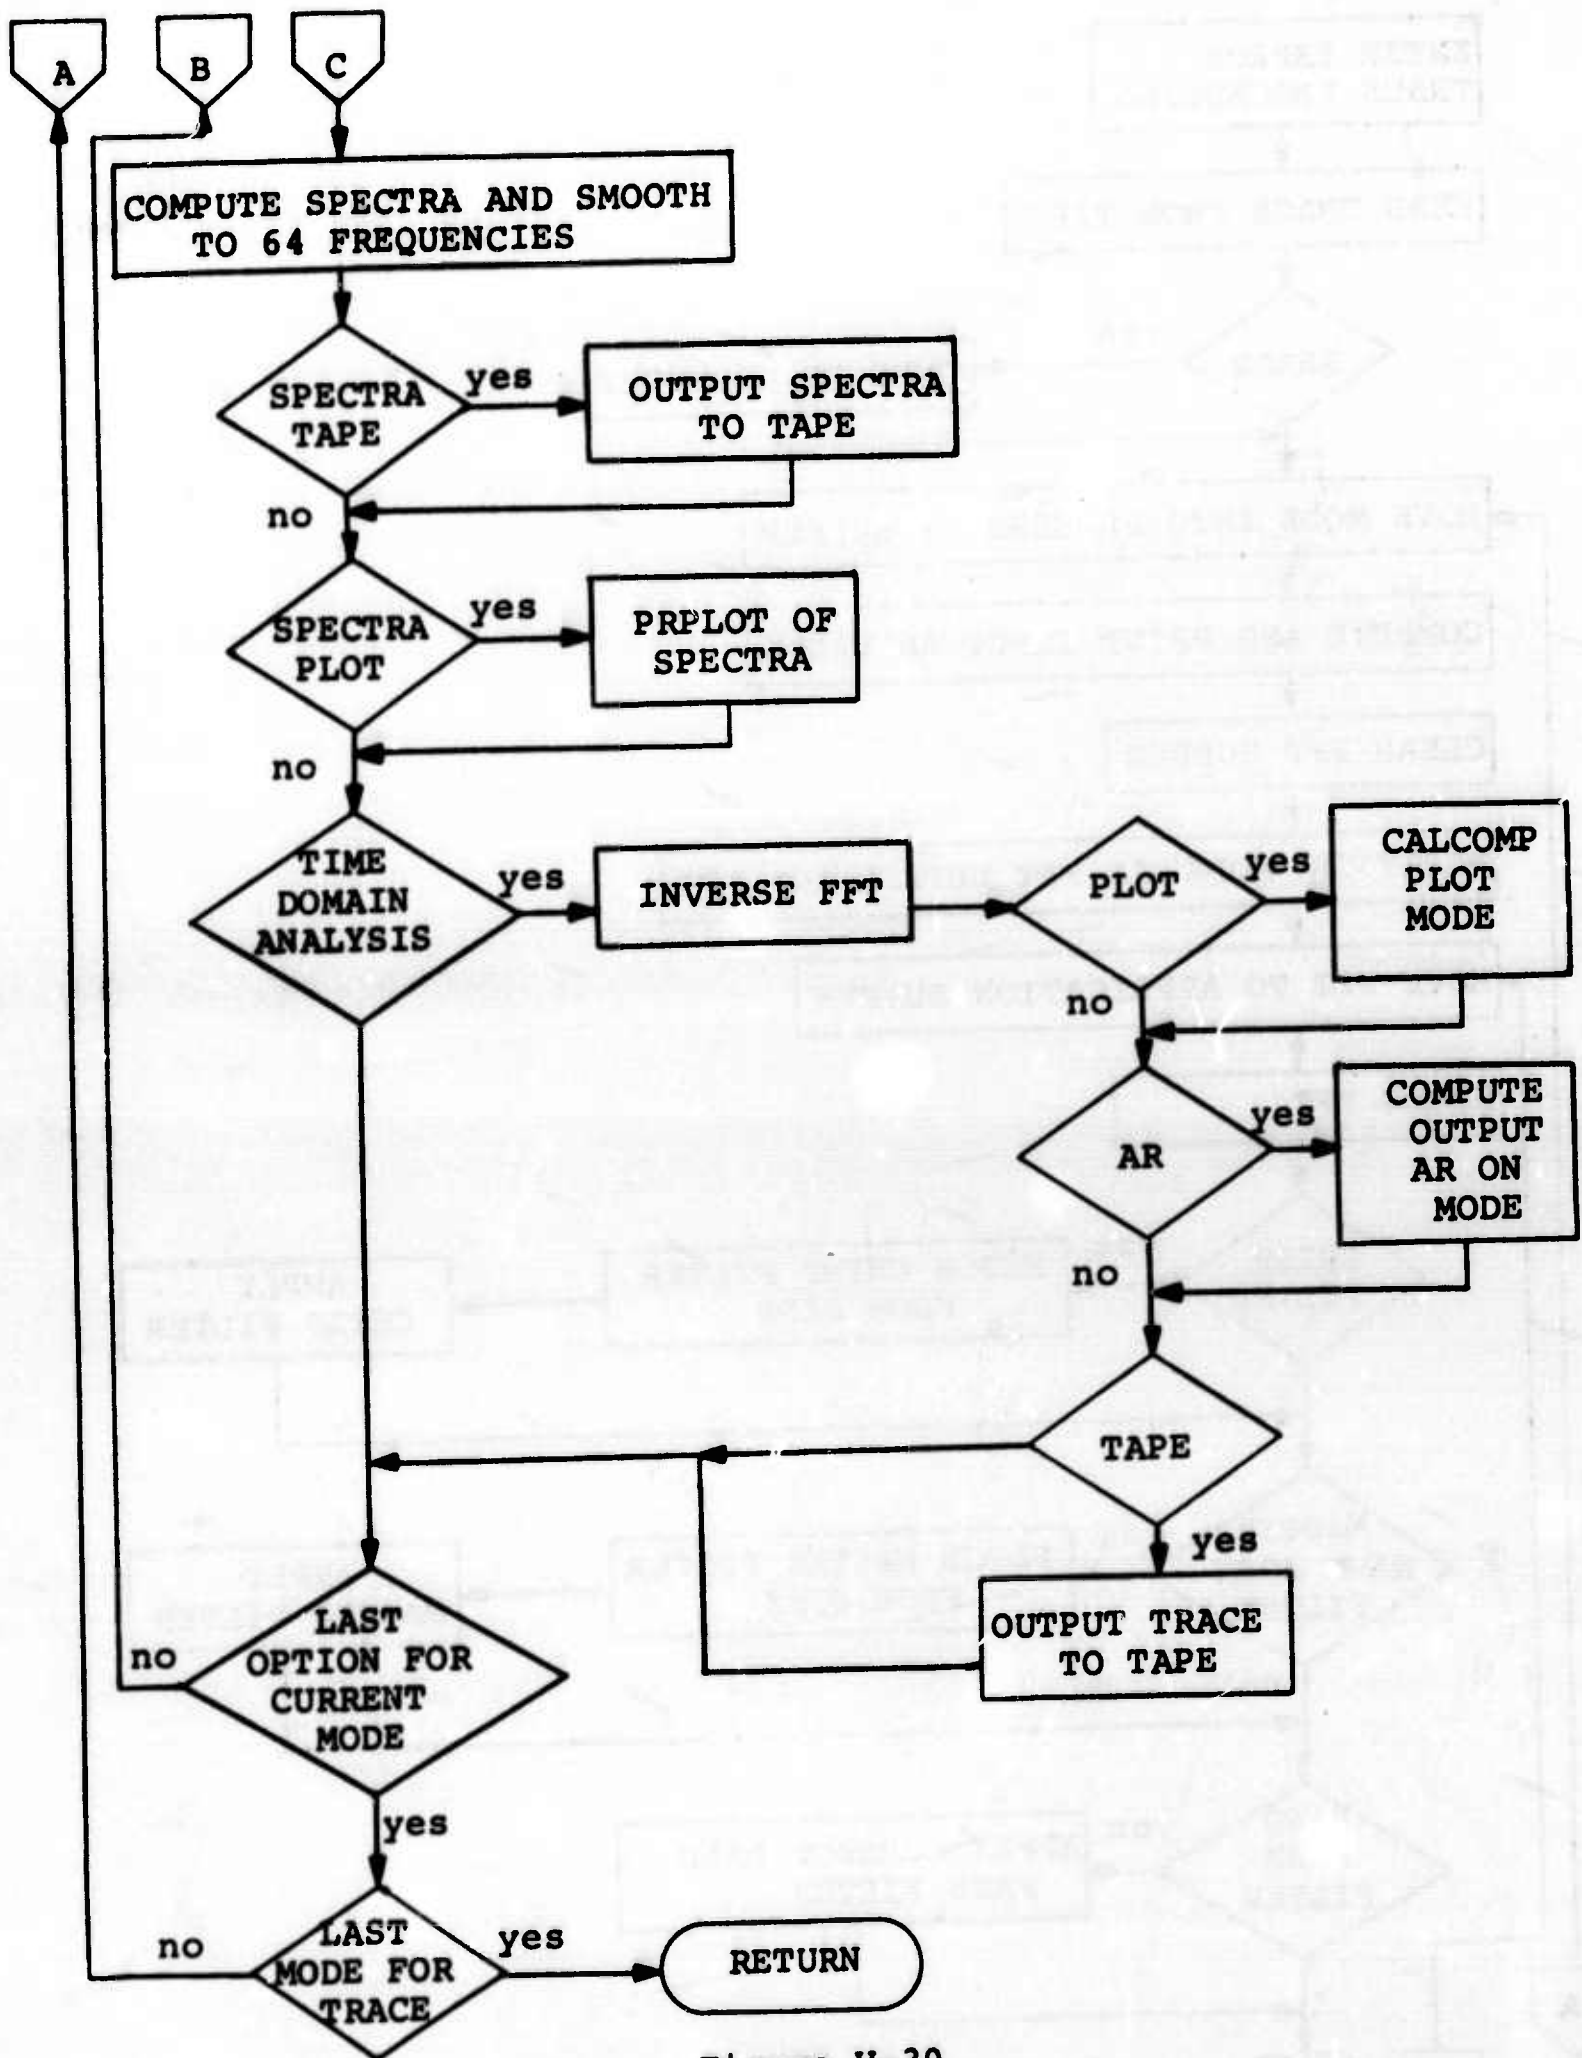 A
B
C
COMPUTE SPECTRA AND SMOOTH
TO 64 FREQUENCIES
SPECTRA
TAPE
yes
OUTPUT SPECTRA
TO TAPE
no
SPECTRA
PLOT
yes
PRPLOT OF
SPECTRA
no
TIME
DOMAIN
ANALYSIS
yes
INVERSE FFT
PLOT
yes
CALCOMP
PLOT
MODE
no
AR
yes
COMPUTE
OUTPUT
AR ON
MODE
no
TAPE
yes
OUTPUT TRACE
TO TAPE
LAST
OPTION FOR
CURRENT
MODE
no
yes
LAST
MODE FOR
TRACE
no
yes
RETURN